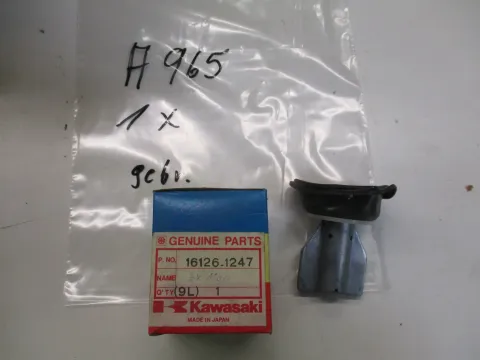 A 965
1 x
gebr.
GENUINE PARTS
P. NO. 16126.1247
NAME
Q'TY (9L) 1
Kawasaki
MADE IN JAPAN